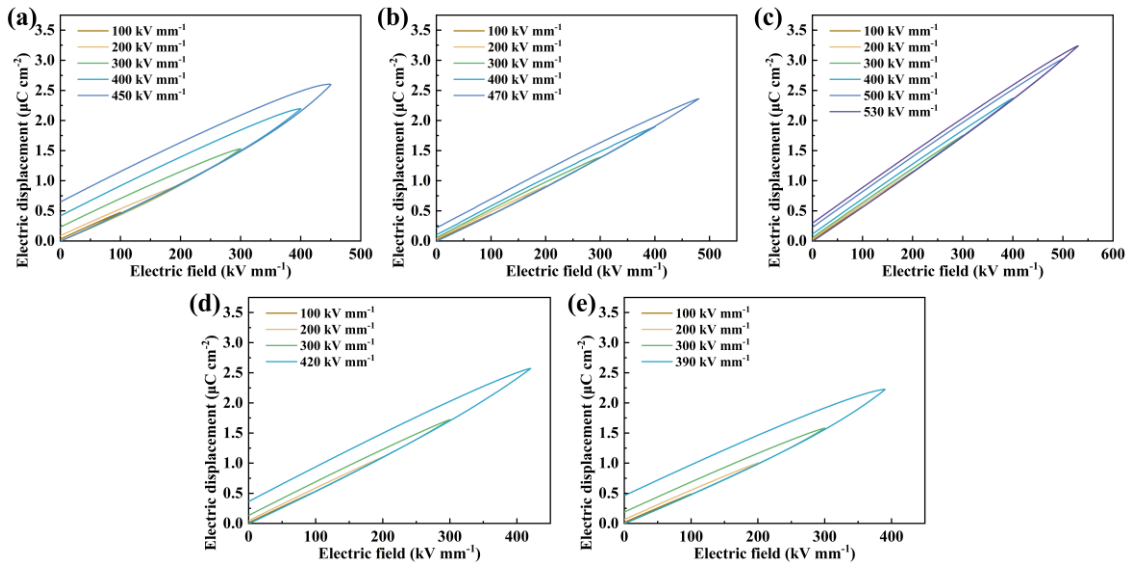 (a)
100 kV mm⁻¹
200 kV mm⁻¹
300 kV mm⁻¹
400 kV mm⁻¹
450 kV mm⁻¹
Electric displacement (μC cm⁻²)
3.5
3.0
2.5
2.0
1.5
1.0
0.5
0.0
0 100 200 300 400 500
Electric field (kV mm⁻¹)
(b)
100 kV mm⁻¹
200 kV mm⁻¹
300 kV mm⁻¹
400 kV mm⁻¹
470 kV mm⁻¹
Electric displacement (μC cm⁻²)
3.5
3.0
2.5
2.0
1.5
1.0
0.5
0.0
0 100 200 300 400 500
Electric field (kV mm⁻¹)
(c)
100 kV mm⁻¹
200 kV mm⁻¹
300 kV mm⁻¹
400 kV mm⁻¹
500 kV mm⁻¹
530 kV mm⁻¹
Electric displacement (μC cm⁻²)
3.5
3.0
2.5
2.0
1.5
1.0
0.5
0.0
0 100 200 300 400 500 600
Electric field (kV mm⁻¹)
(d)
100 kV mm⁻¹
200 kV mm⁻¹
300 kV mm⁻¹
420 kV mm⁻¹
Electric displacement (μC cm⁻²)
3.5
3.0
2.5
2.0
1.5
1.0
0.5
0.0
0 100 200 300 400
Electric field (kV mm⁻¹)
(e)
100 kV mm⁻¹
200 kV mm⁻¹
300 kV mm⁻¹
390 kV mm⁻¹
Electric displacement (μC cm⁻²)
3.5
3.0
2.5
2.0
1.5
1.0
0.5
0.0
0 100 200 300 400
Electric field (kV mm⁻¹)